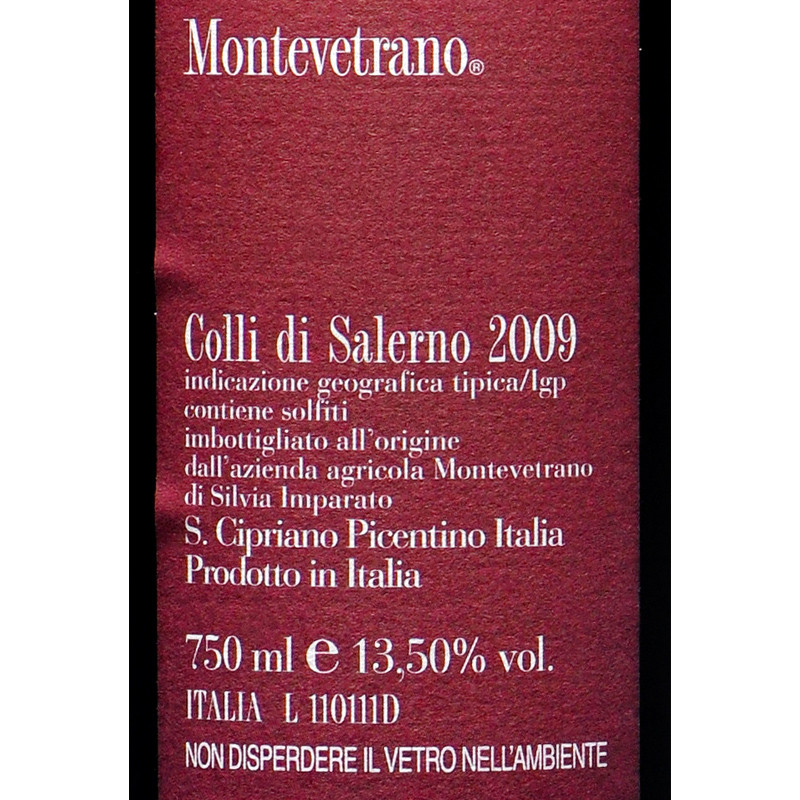 Montevetrano®
Colli di Salerno 2009
indicazione geografica tipica/Igp
contiene solfiti
imbottigliato all'origine
dall'azienda agricola Montevetrano
di Silvia Imparato
S. Cipriano Picentino Italia
Prodotto in Italia
750 ml e 13,50% vol.
ITALIA L 110111D
NON DISPERDERE IL VETRO NELL'AMBIENTE